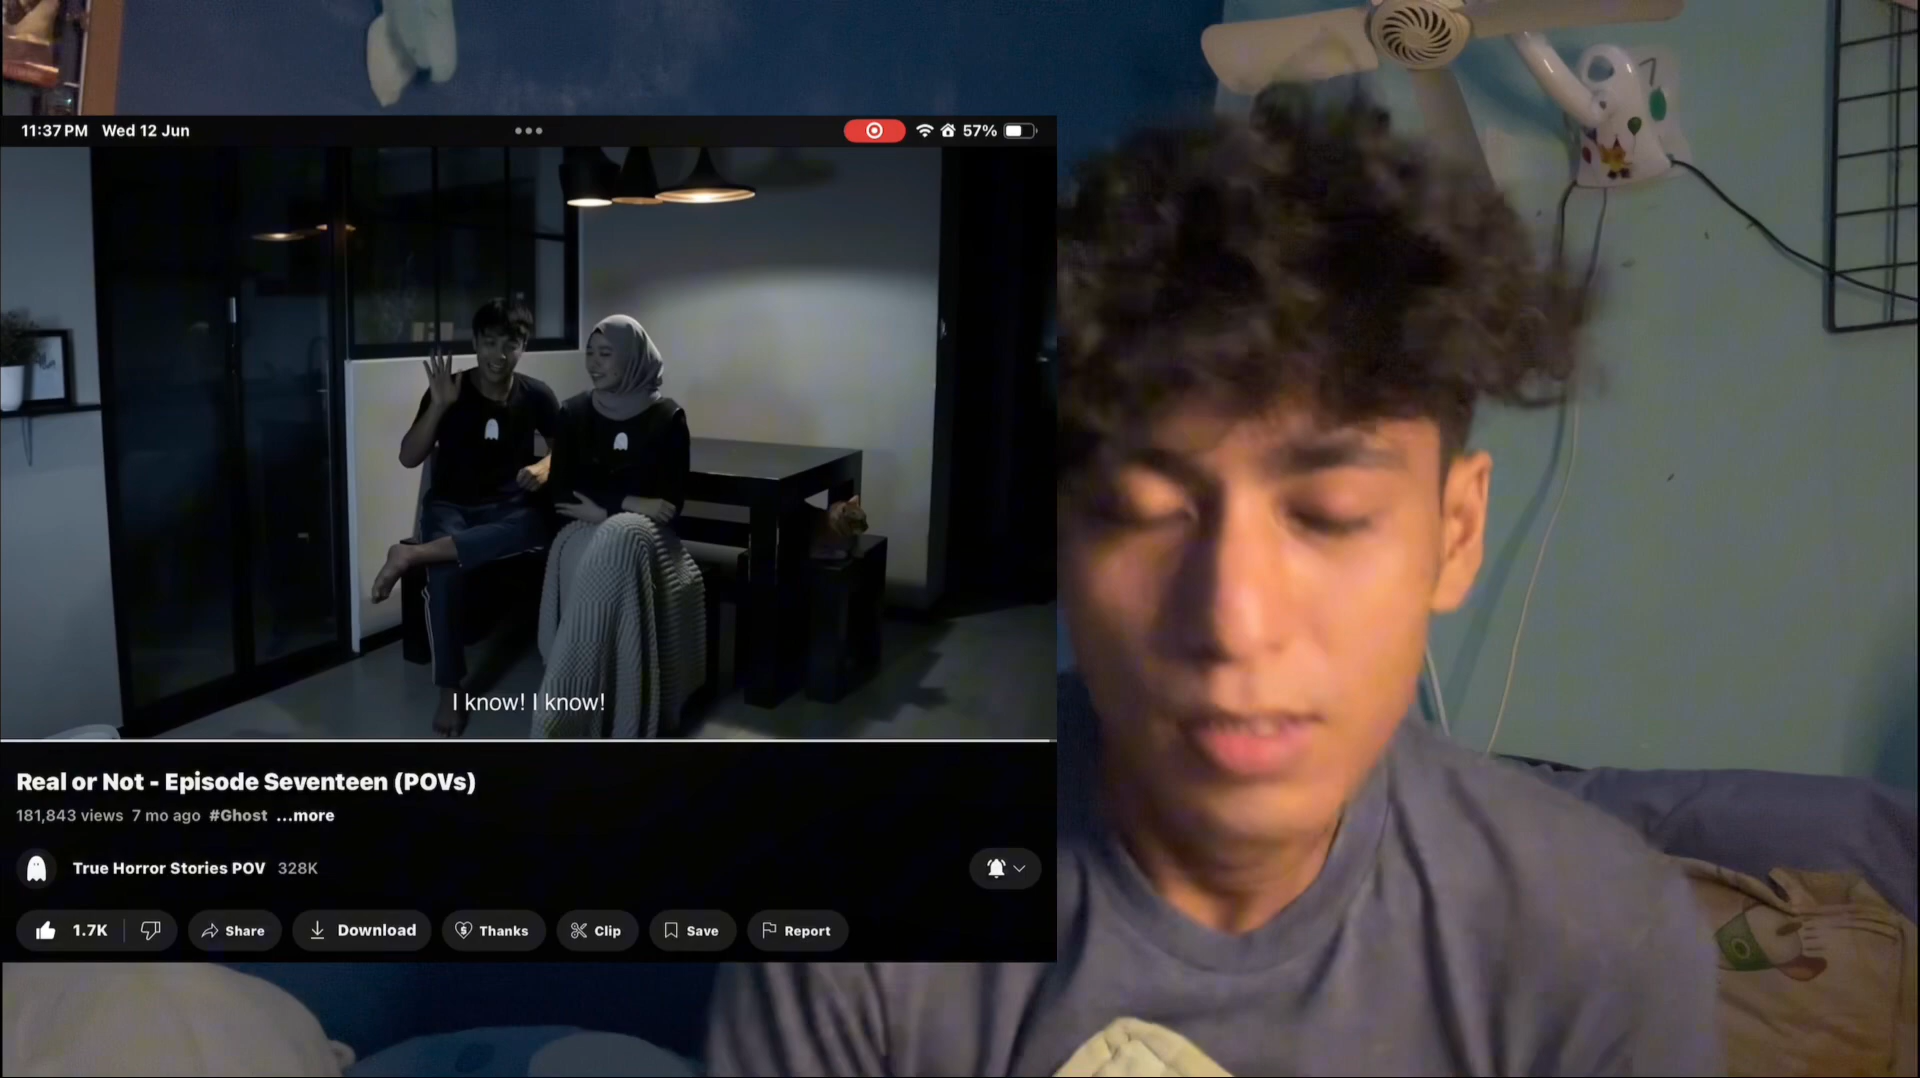 11:37 PM Wed 12 Jun 57%
I know! I know!
Real or Not - Episode Seventeen (POVs)
181,843 views 7 mo ago #Ghost ...more
True Horror Stories POV 328K
1.7K Share Download Thanks Clip Save Report